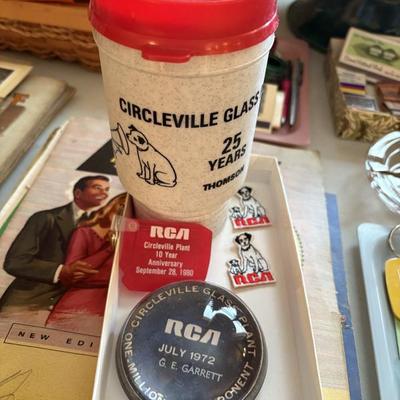 CIRCLEVILLE GLASS
25
YEARS
THOMSON
RCA
RCA
RCA
Circleville Plant
10 Year
Anniversary
September 28, 1980
CIRCLEVILLE GLASS PLANT
RCA
JULY 1972
G. E. GARRETT
NEW EDI